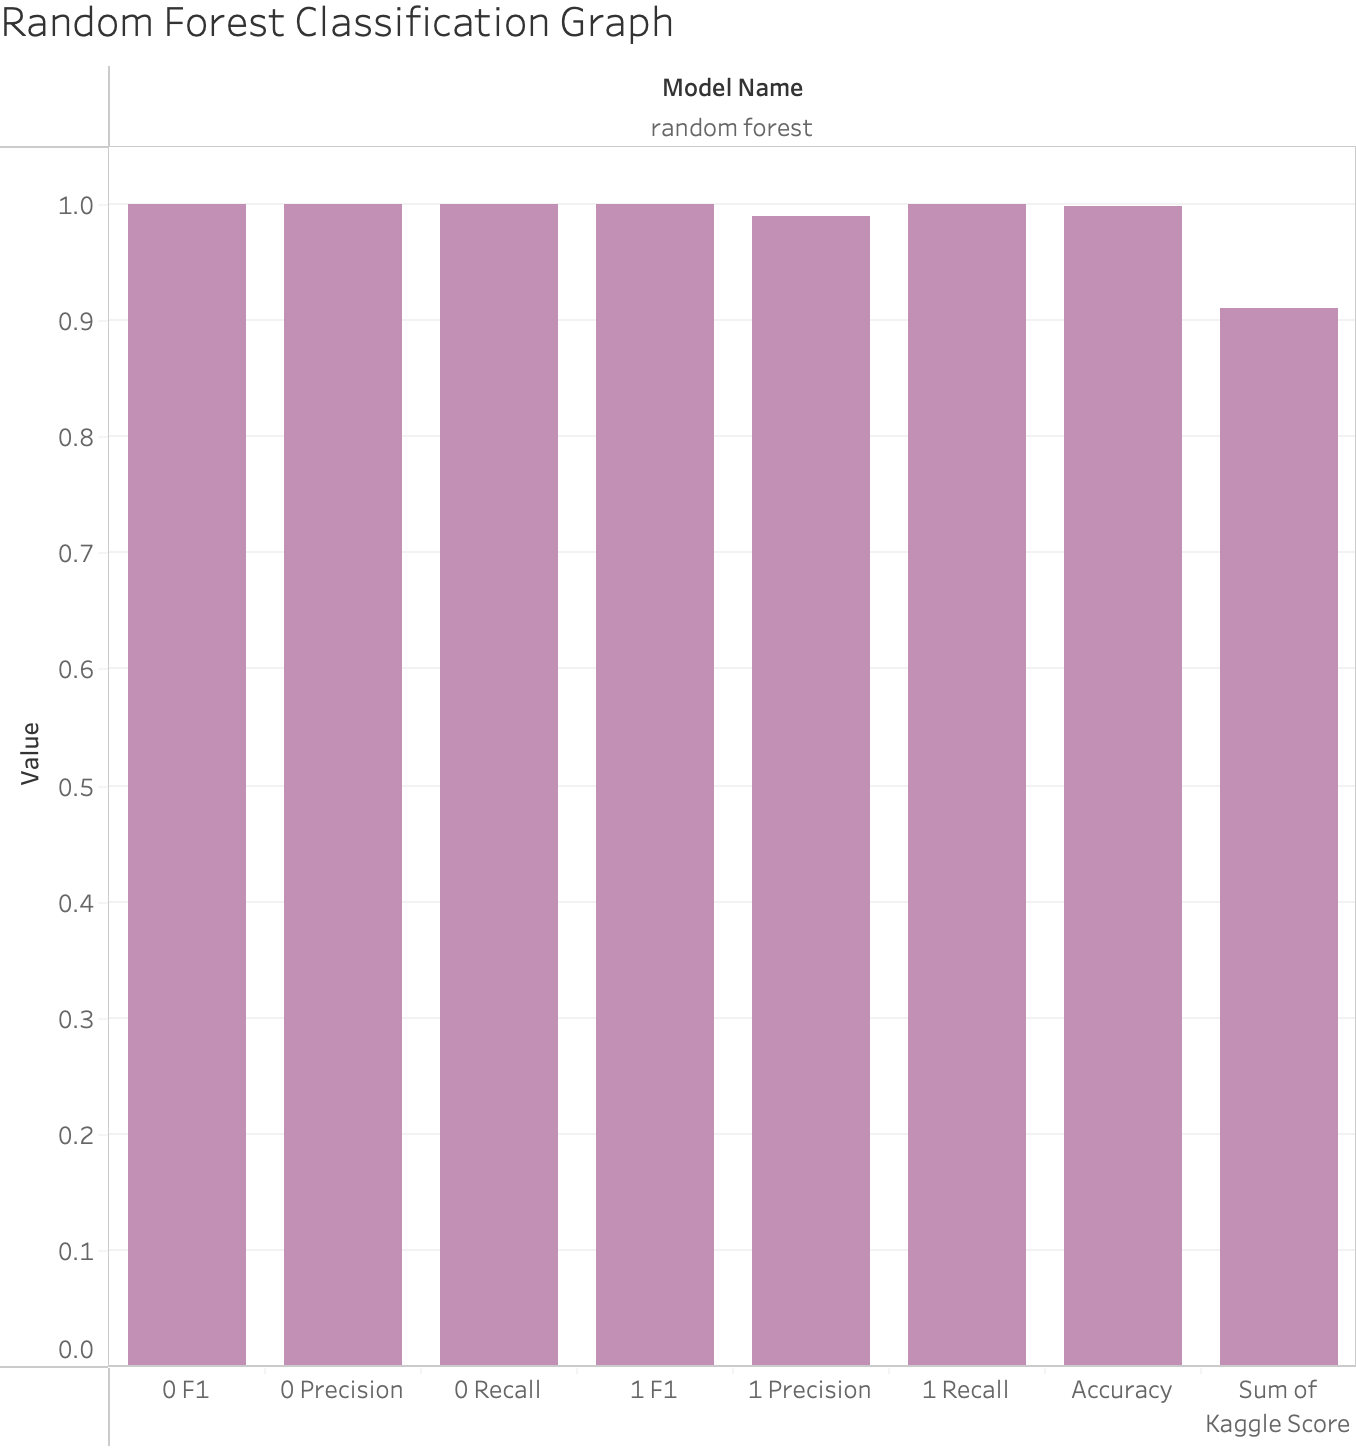 Random Forest Classification Graph
Model Name
random forest
1.0
0.9
0.8
0.7
0.6
0.5
0.4
0.3
0.2
0.1
0.0
Value
0 F1
0 Precision
0 Recall
1 F1
1 Precision
1 Recall
Accuracy
Sum of
Kaggle Score